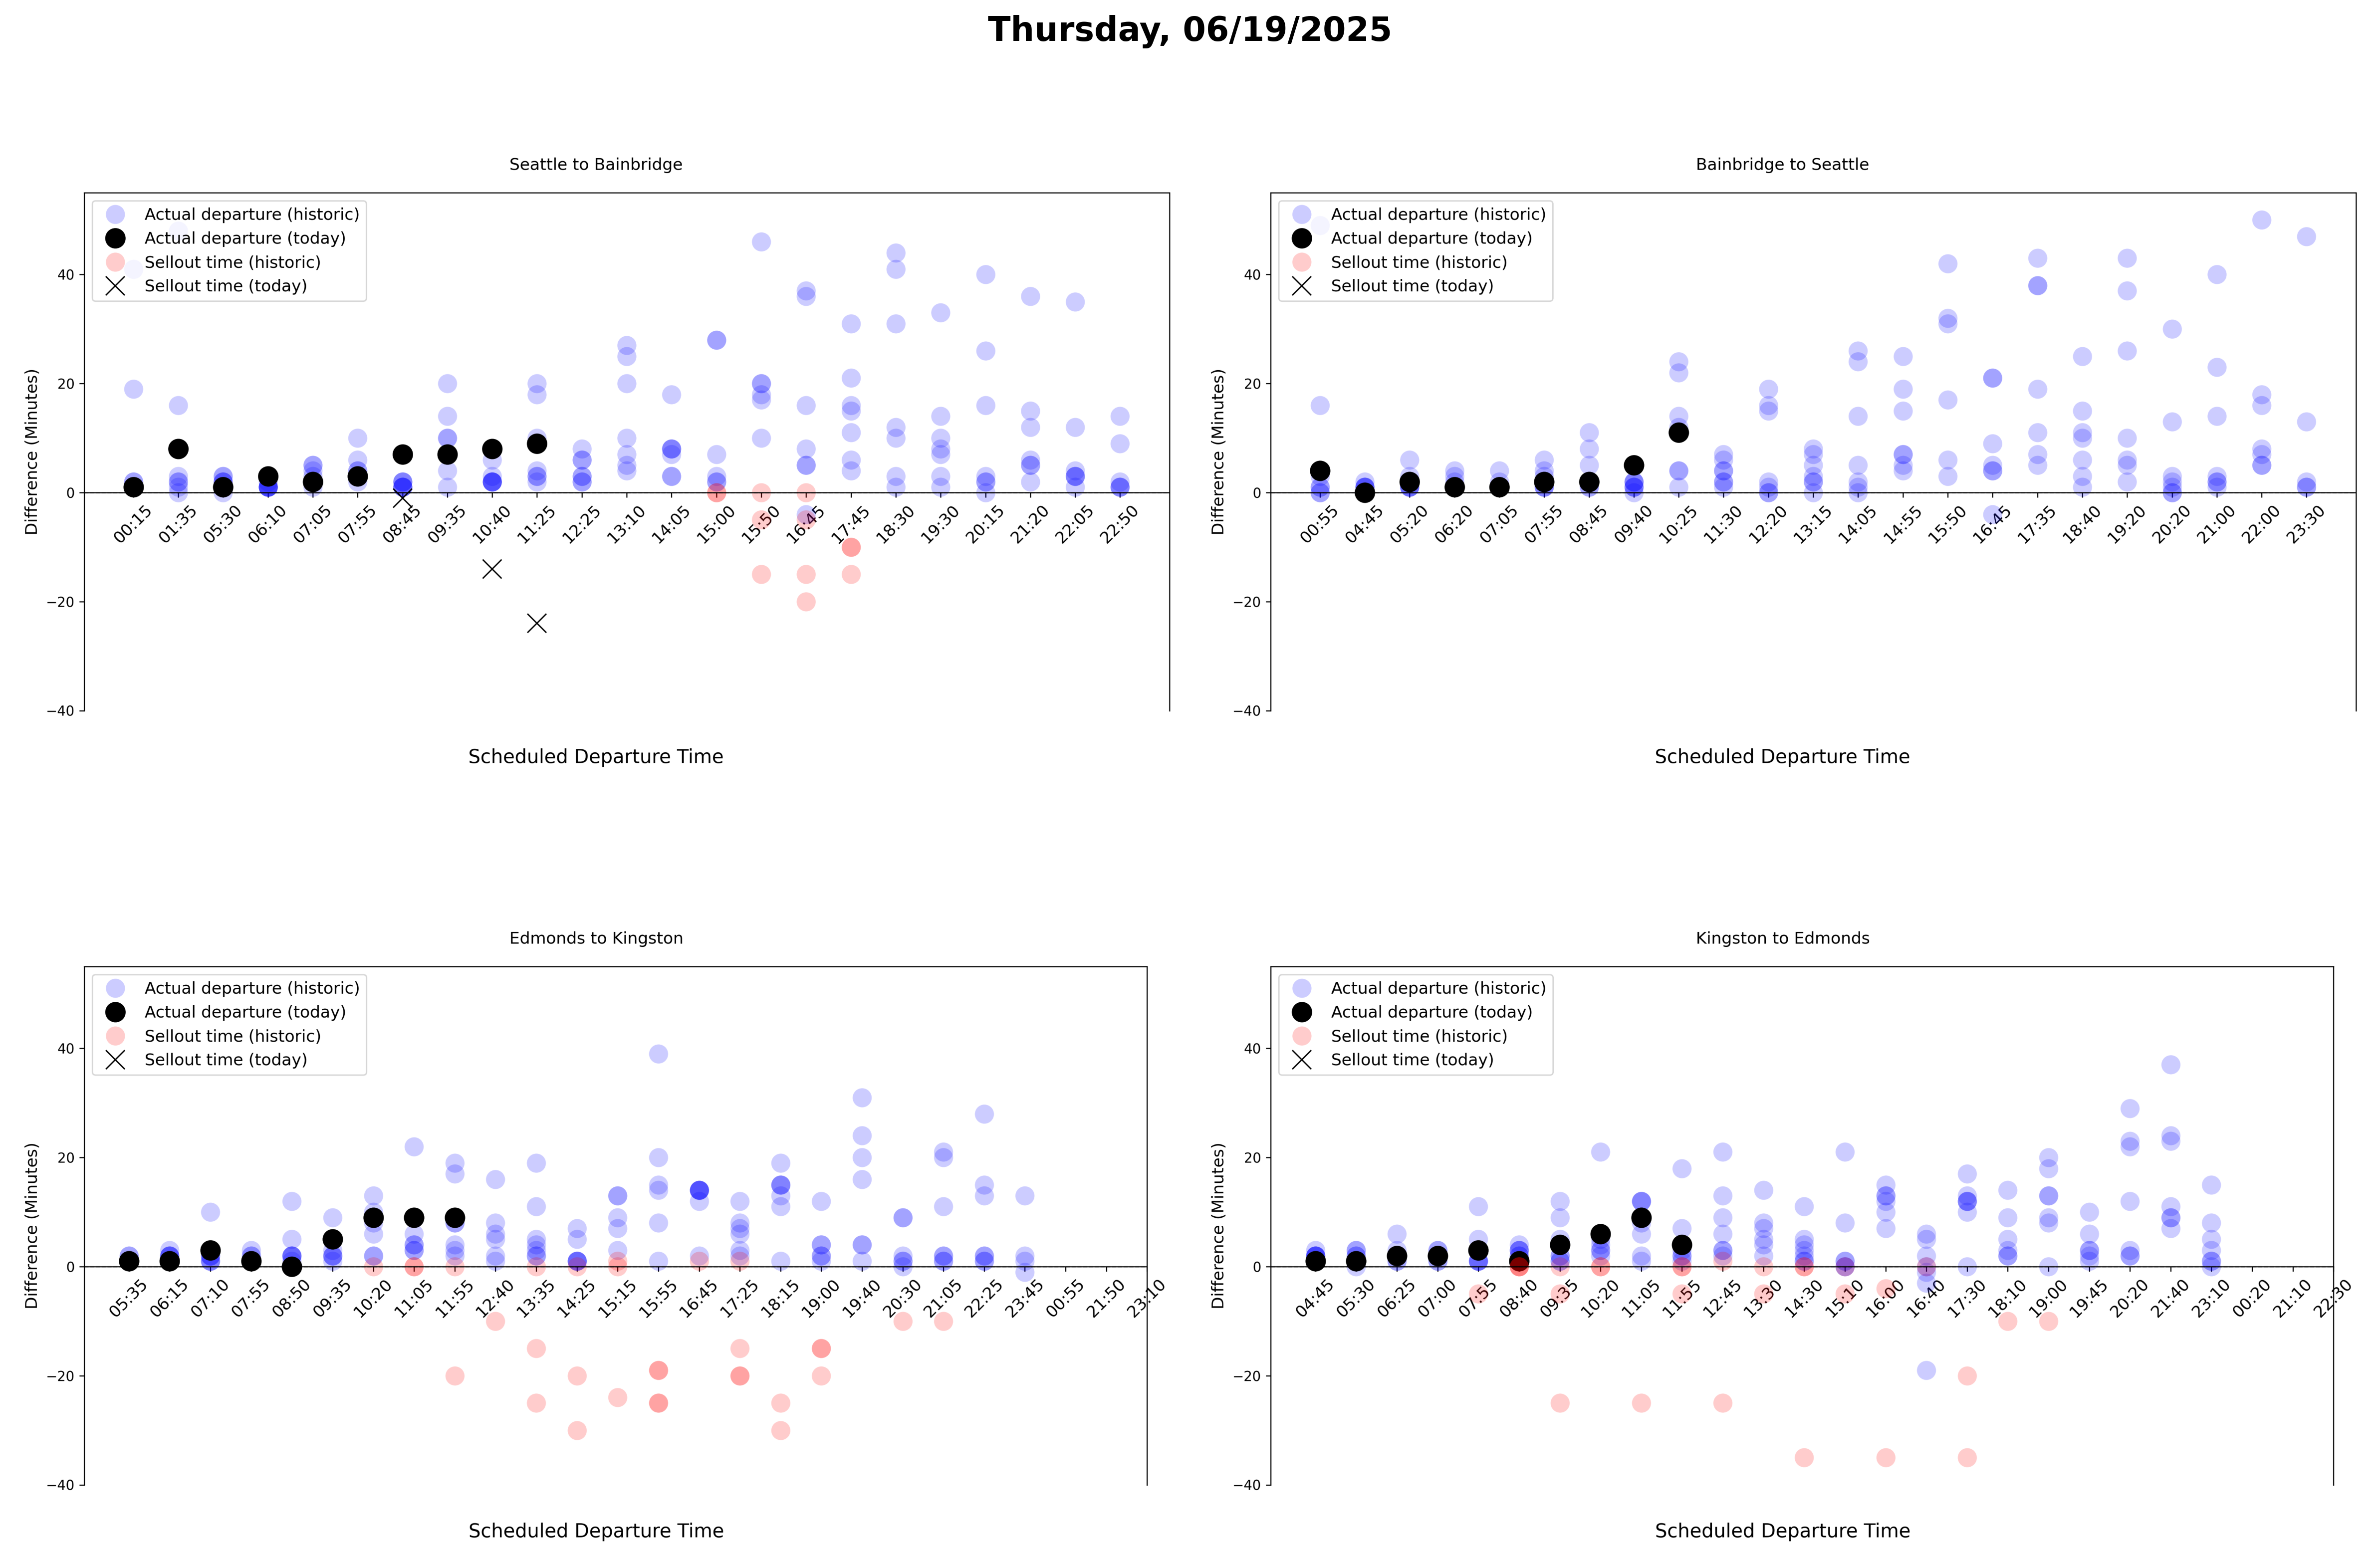 Thursday, 06/19/2025
Seattle to Bainbridge
Actual departure (historic)
Actual departure (today)
Sellout time (historic)
Sellout time (today)
Difference (Minutes)
40
20
0
−20
−40
00:15 01:35 05:30 06:10 07:05 07:55 08:45 09:35 10:40 11:25 12:25 13:10 14:05 15:00 15:50 16:45 17:45 18:30 19:30 20:15 21:20 22:05 22:50
Scheduled Departure Time
Bainbridge to Seattle
Actual departure (historic)
Actual departure (today)
Sellout time (historic)
Sellout time (today)
Difference (Minutes)
40
20
0
−20
−40
00:55 04:45 05:20 06:20 07:05 07:55 08:45 09:40 10:25 11:30 12:20 13:15 14:05 14:55 15:50 16:45 17:35 18:40 19:20 20:20 21:00 22:00 23:30
Scheduled Departure Time
Edmonds to Kingston
Actual departure (historic)
Actual departure (today)
Sellout time (historic)
Sellout time (today)
Difference (Minutes)
40
20
0
−20
−40
05:35 06:15 07:10 07:55 08:50 09:35 10:20 11:05 11:55 12:40 13:35 14:25 15:15 15:55 16:45 17:25 18:15 19:00 19:40 20:30 21:05 22:25 23:45 00:55 21:50 23:10
Scheduled Departure Time
Kingston to Edmonds
Actual departure (historic)
Actual departure (today)
Sellout time (historic)
Sellout time (today)
Difference (Minutes)
40
20
0
−20
−40
04:45 05:30 06:25 07:00 07:55 08:40 09:35 10:20 11:05 11:55 12:45 13:30 14:30 15:10 16:00 16:40 17:30 18:10 19:00 19:45 20:20 21:40 23:10 00:20 21:10 22:30
Scheduled Departure Time